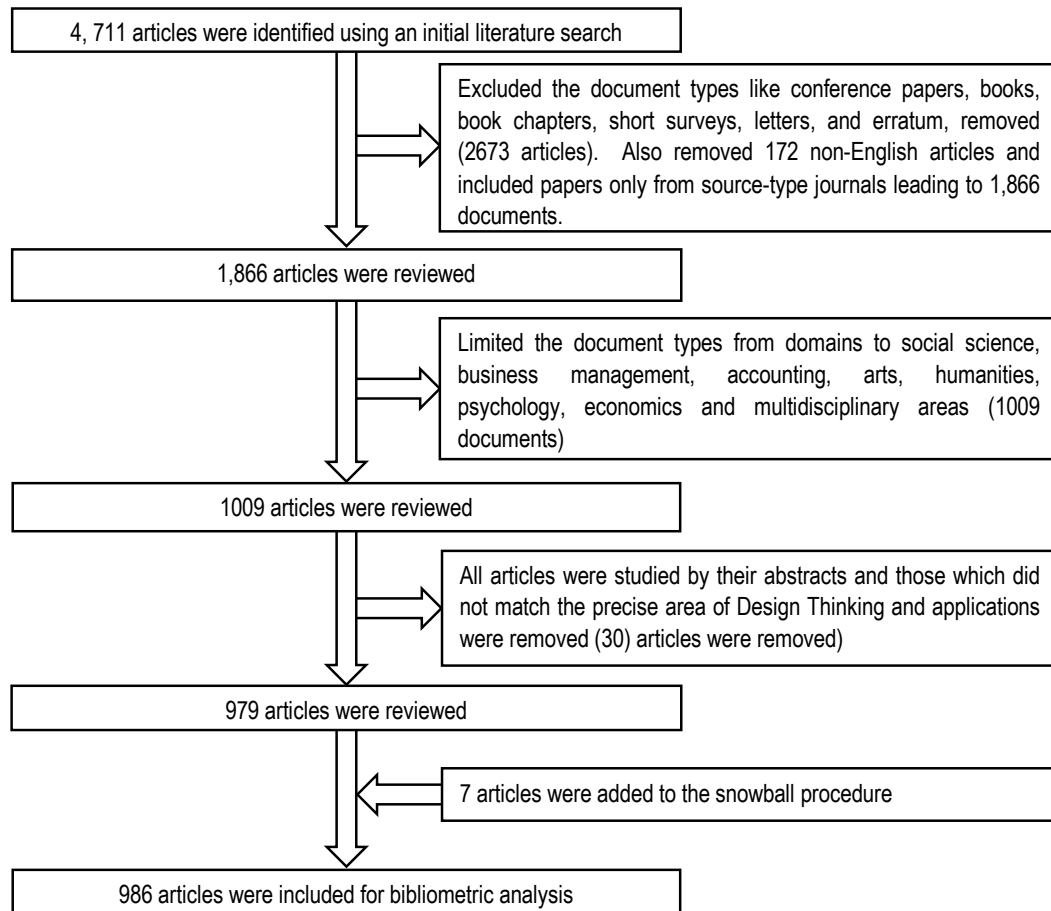 4, 711 articles were identified using an initial literature search
Excluded the document types like conference papers, books,
book chapters, short surveys, letters, and erratum, removed
(2673 articles). Also removed 172 non-English articles and
included papers only from source-type journals leading to 1,866
documents.
1,866 articles were reviewed
Limited the document types from domains to social science,
business management, accounting, arts, humanities,
psychology, economics and multidisciplinary areas (1009
documents)
1009 articles were reviewed
All articles were studied by their abstracts and those which did
not match the precise area of Design Thinking and applications
were removed (30) articles were removed)
979 articles were reviewed
7 articles were added to the snowball procedure
986 articles were included for bibliometric analysis